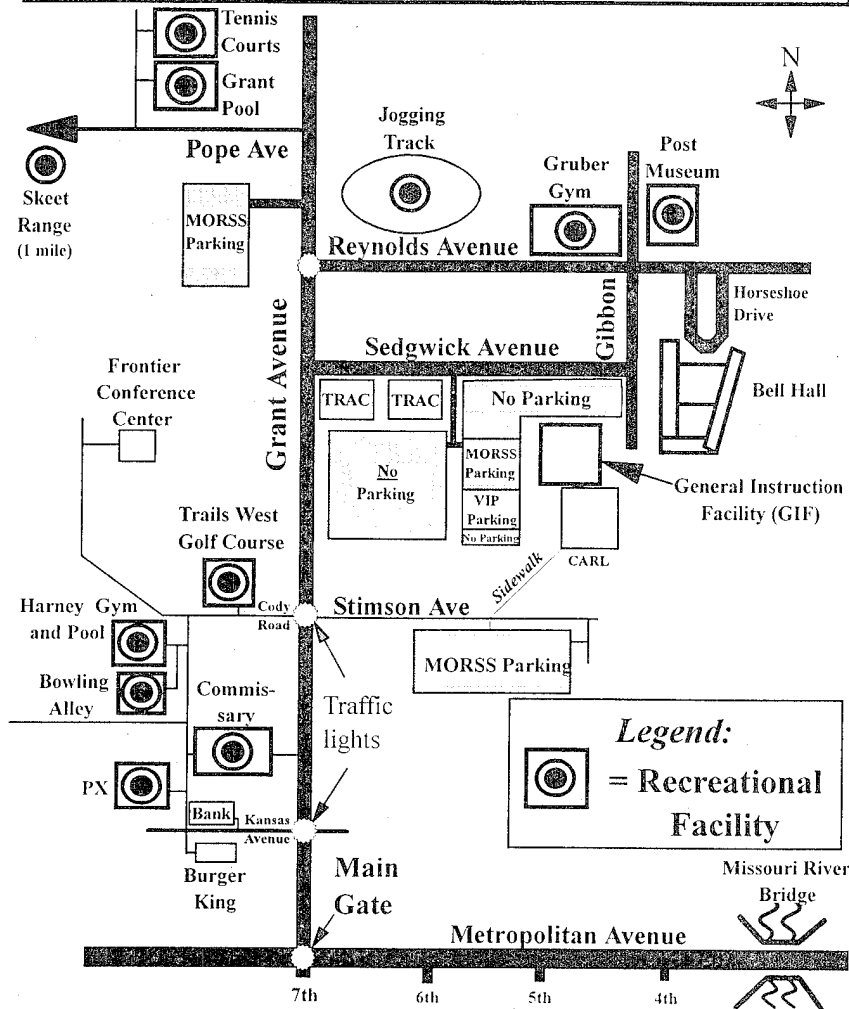 Tennis
Courts
Grant
Pool
N
Pope Ave
Jogging
Track
Post
Museum
Gruber
Gym
Skeet
Range
(1 mile)
MORSS
Parking
Reynolds Avenue
Horseshoe
Drive
Gibbon
Grant Avenue
Sedgwick Avenue
Frontier
Conference
Center
TRAC
TRAC
No Parking
Bell Hall
No
Parking
MORSS
Parking
VIP
Parking
No Parking
General Instruction
Facility (GIF)
CARL
Sidewalk
Trails West
Golf Course
Cody
Road
Stimson Ave
Harney Gym
and Pool
MORSS Parking
Bowling
Alley
Commis-
sary
Traffic
lights
Legend:
= Recreational
Facility
PX
Bank
Kansas
Avenue
Burger
King
Main
Gate
Missouri River
Bridge
Metropolitan Avenue
7th
6th
5th
4th